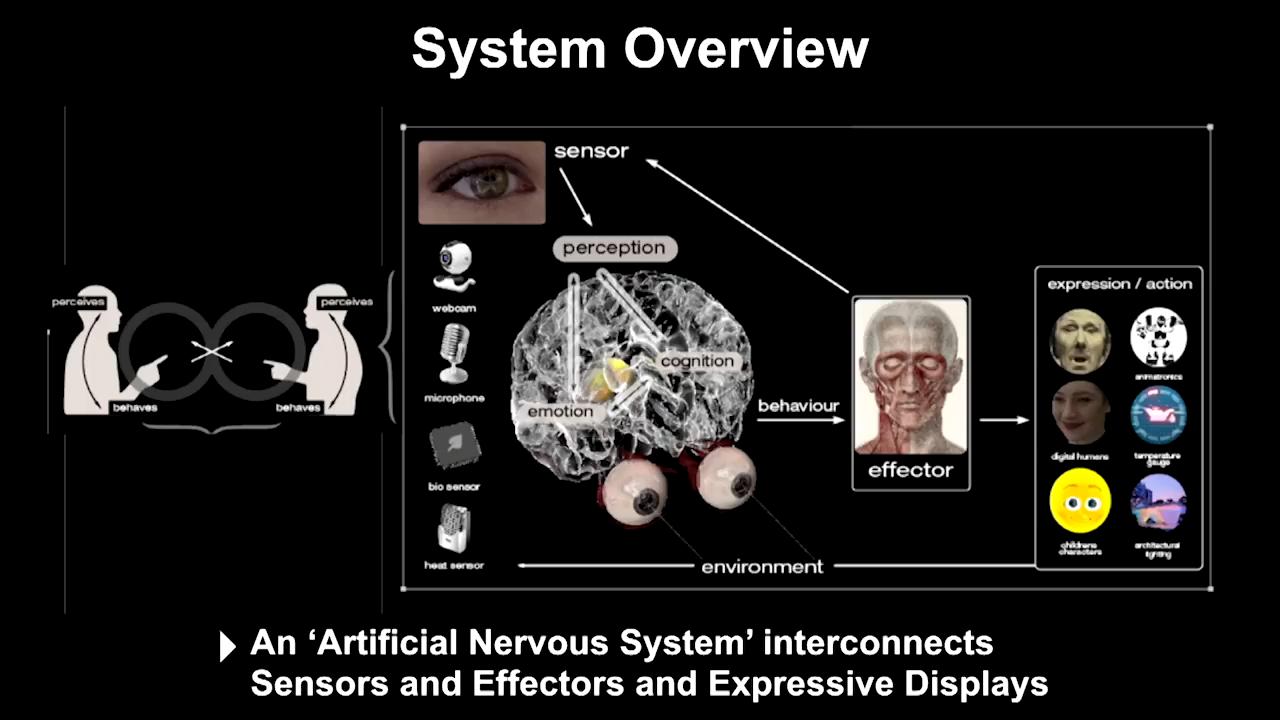 System Overview
perceives
perceives
behaves
behaves
sensor
perception
webcam
cognition
microphone
emotion
behaviour
bio sensor
effector
heat sensor
environment
expression / action
animatronics
digital humans
temperature
gauge
childrens
characters
architectural
lighting
An ‘Artificial Nervous System’ interconnects
Sensors and Effectors and Expressive Displays